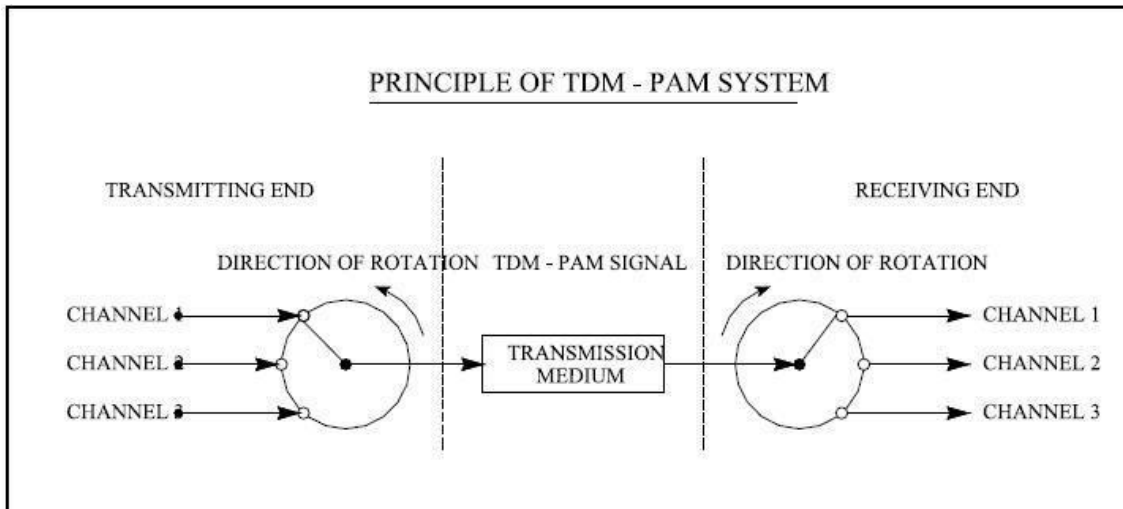 PRINCIPLE OF TDM - PAM SYSTEM
TRANSMITTING END
RECEIVING END
DIRECTION OF ROTATION
TDM - PAM SIGNAL
DIRECTION OF ROTATION
CHANNEL 1
CHANNEL 2
CHANNEL 3
TRANSMISSION
MEDIUM
CHANNEL 1
CHANNEL 2
CHANNEL 3